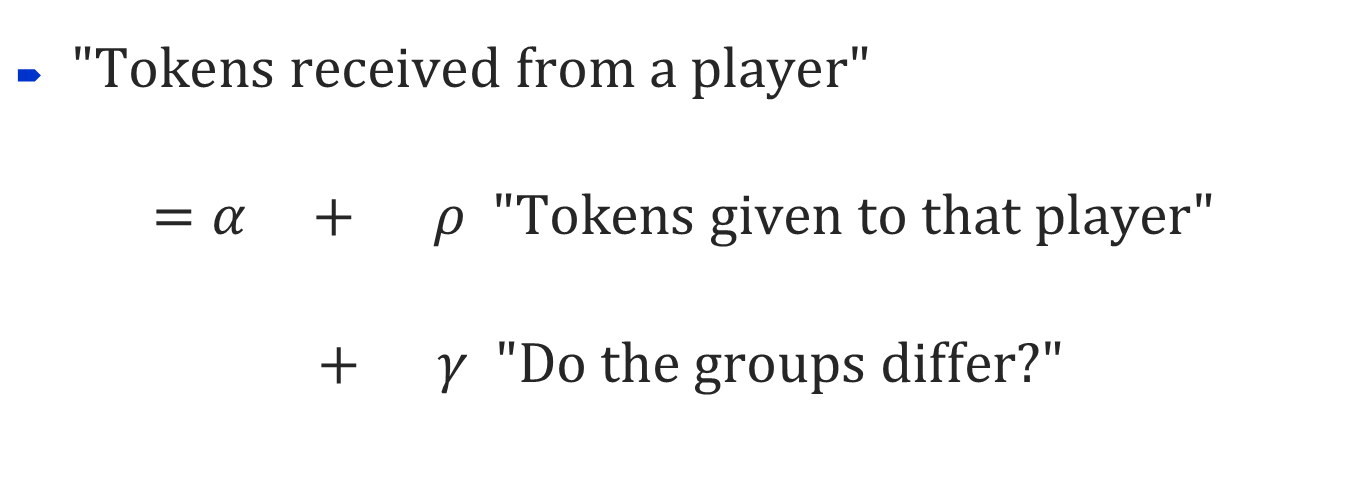 "Tokens received from a player"
= α + ρ "Tokens given to that player"
+ γ "Do the groups differ?"